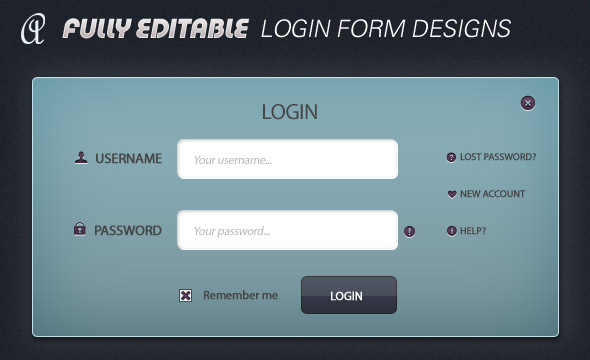 FULLY EDITABLE LOGIN FORM DESIGNS
LOGIN
USERNAME Your username... LOST PASSWORD?
NEW ACCOUNT
PASSWORD Your password... ! HELP?
Remember me LOGIN